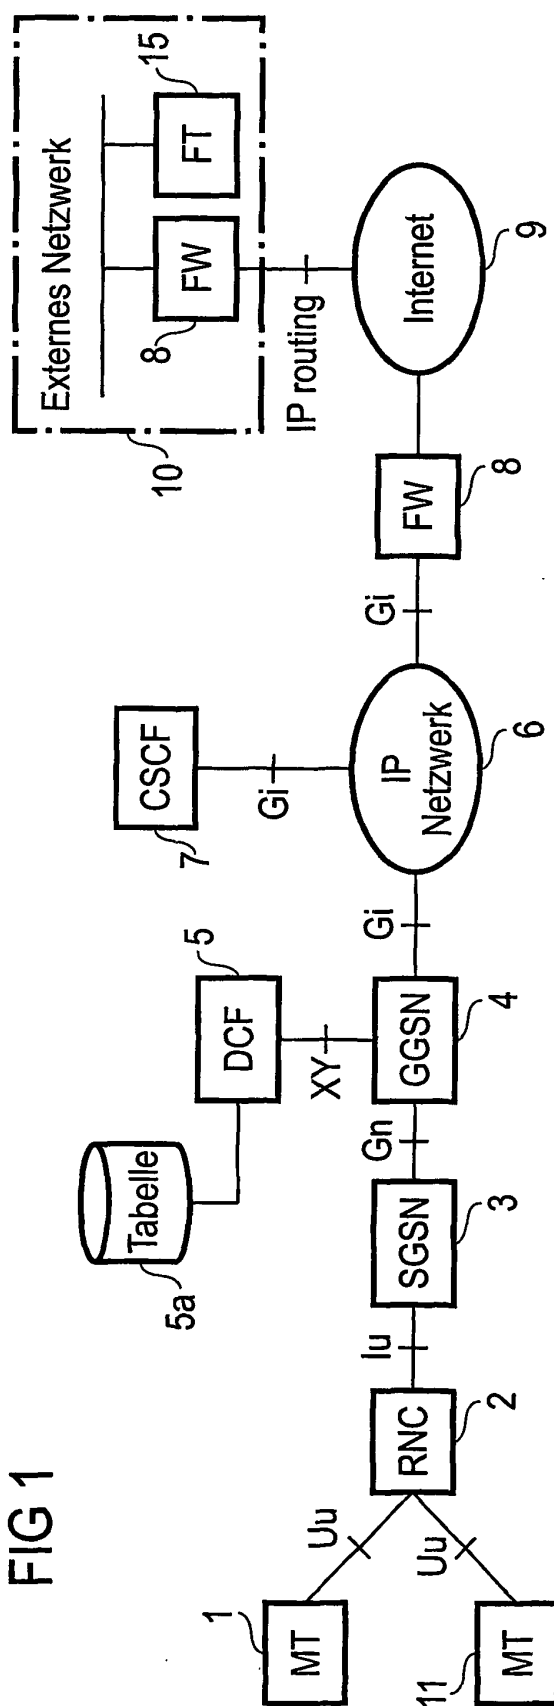 FIG 1
MT
1
MT
11
Uu
Uu
RNC
2
Iu
SGSN
3
Gn
GGSN
4
XY
DCF
5
Tabelle
5a
Gi
IP
Netzwerk
6
Gi
CSCF
7
Gi
FW
8
Internet
9
IP routing
Externes Netzwerk
10
FW
8
FT
15